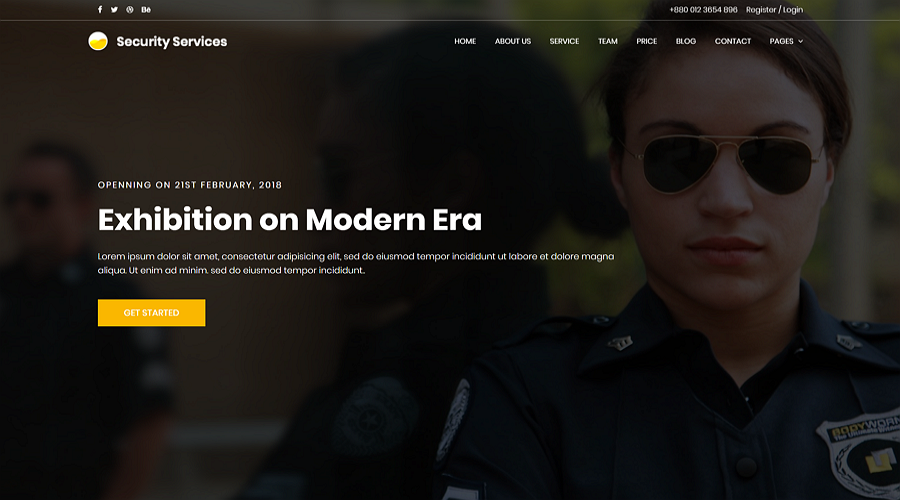 +880 012 3654 896 Register / Login
Security Services
HOME ABOUT US SERVICE TEAM PRICE BLOG CONTACT PAGES
OPENNING ON 21ST FEBRUARY, 2018
Exhibition on Modern Era
Lorem ipsum dolor sit amet, consectetur adipisicing elit, sed do eiusmod tempor incididunt ut labore et dolore magna
aliqua. Ut enim ad minim. sed do eiusmod tempor incididunt..
GET STARTED
BODYWORN